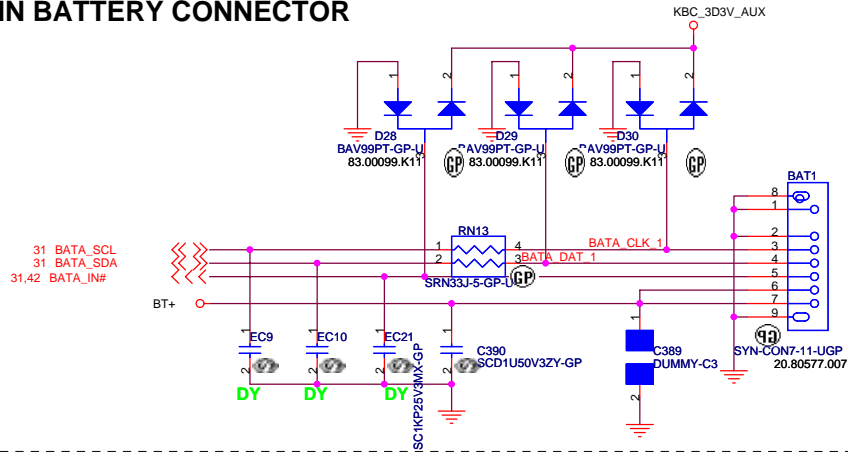 IN BATTERY CONNECTOR
KBC_3D3V_AUX
1 2 1 2 1 2
D28 D29 D30
BAV99PT-GP-U BAV99PT-GP-U BAV99PT-GP-U
83.00099.K11 83.00099.K11 83.00099.K11
3 3 3
GP GP GP
BAT1
8
1
2
3
4
5
6
7
9
RN13
31 BATA_SCL 1 4 BATA_CLK_1
31 BATA_SDA 2 3 BATA_DAT_1
31,42 BATA_IN#
SRN33J-5-GP-U GP
BT+
1 1 1 1 1
EC9 EC10 EC21 C390 C389
SCD1U50V3ZY-GP DUMMY-C3
2 2 2 2 2
DY DY DY
SC1KP25V3MX-GP
GP
SYN-CON7-11-UGP
20.80577.007